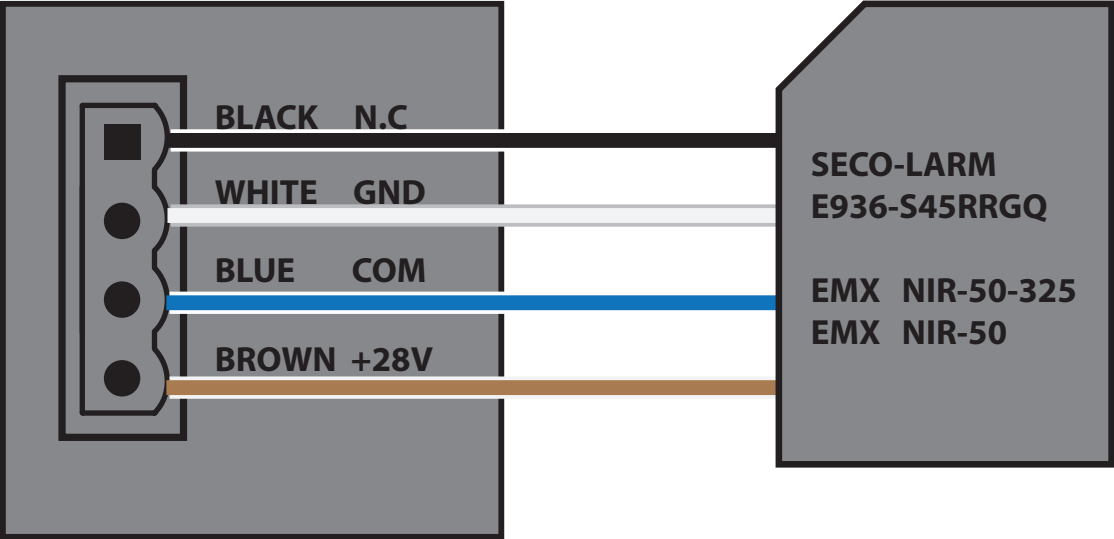 BLACK N.C
WHITE GND
BLUE COM
BROWN +28V
SECO-LARM
E936-S45RRGQ
EMX NIR-50-325
EMX NIR-50